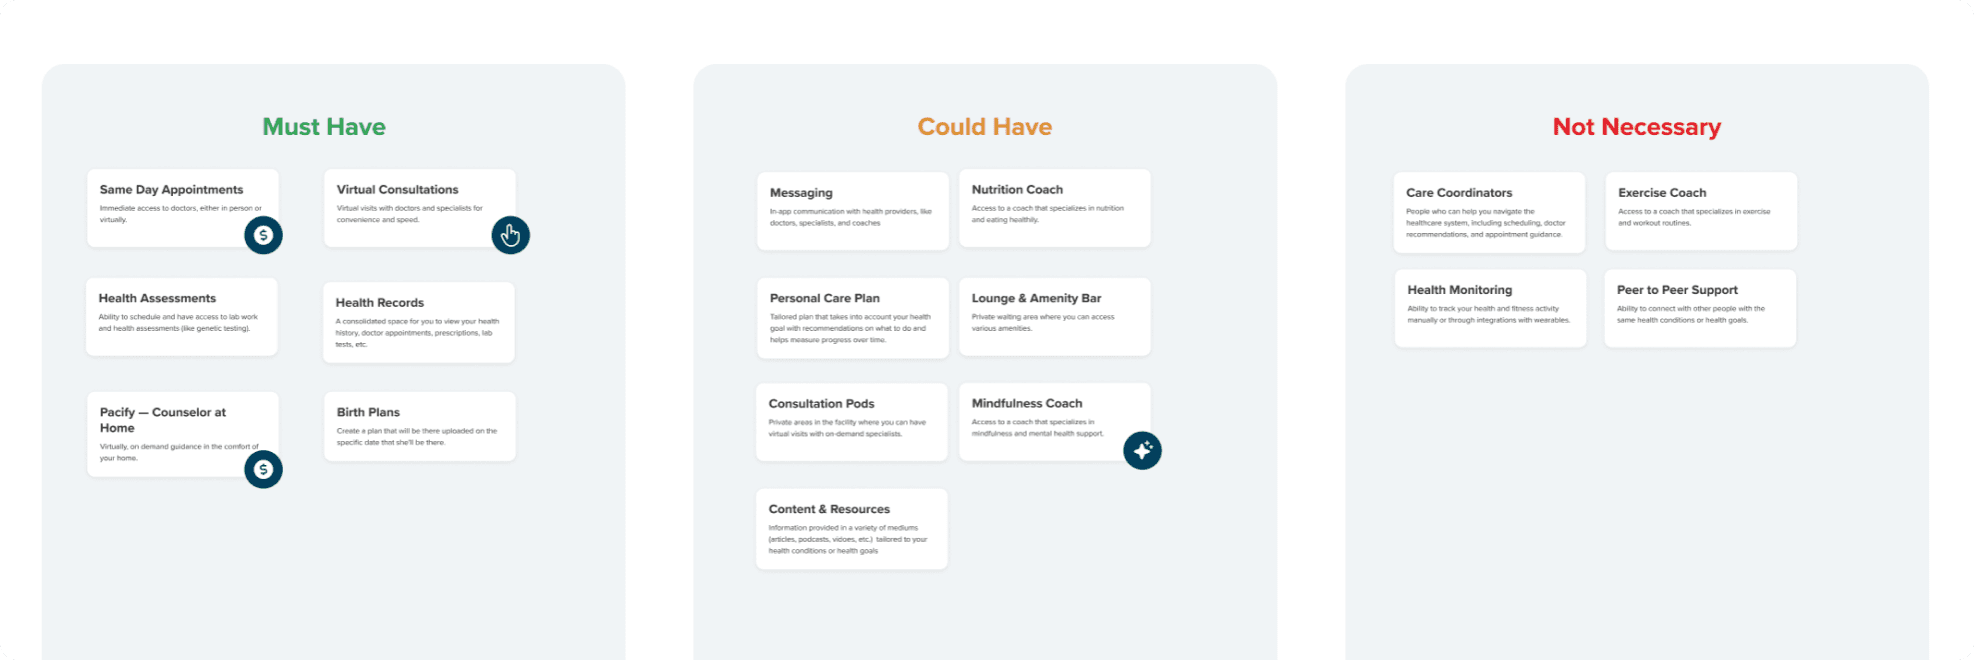 Must Have
Same Day Appointments
Immediate access to doctors, either in person or
virtually.
$
Virtual Consultations
Virtual visits with doctors and specialists for
convenience and speed.
Health Assessments
Ability to schedule and have access to lab work
and health assessments (like genetic testing).
Health Records
A consolidated space for you to view your health
history, doctor appointments, prescriptions, lab
tests, etc.
Pacify — Counselor at
Home
Virtually, on demand guidance in the comfort of
your home.
$
Birth Plans
Create a plan that will be there uploaded on the
specific date that she'll be there.
Could Have
Messaging
In-app communication with health providers, like
doctors, specialists, and coaches
Nutrition Coach
Access to a coach that specializes in nutrition
and eating healthily.
Personal Care Plan
Tailored plan that takes into account your health
goal with recommendations on what to do and
helps measure progress over time.
Lounge & Amenity Bar
Private waiting area where you can access
various amenities.
Consultation Pods
Private areas in the facility where you can have
virtual visits with on-demand specialists.
Mindfulness Coach
Access to a coach that specializes in
mindfulness and mental health support.
Content & Resources
Information provided in a variety of mediums
(articles, podcasts, vidoes, etc.) tailored to your
health conditions or health goals
Not Necessary
Care Coordinators
People who can help you navigate the
healthcare system, including scheduling, doctor
recommendations, and appointment guidance.
Exercise Coach
Access to a coach that specializes in exercise
and workout routines.
Health Monitoring
Ability to track your health and fitness activity
manually or through integrations with wearables.
Peer to Peer Support
Ability to connect with other people with the
same health conditions or health goals.